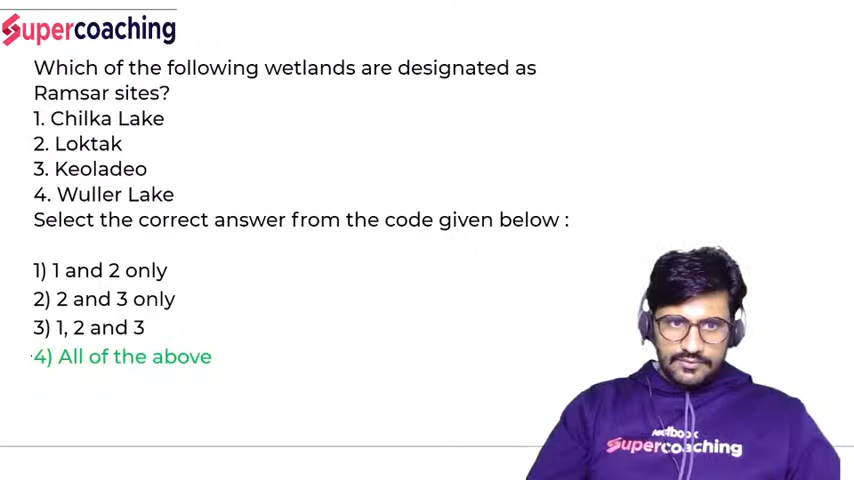 Supercoaching
Which of the following wetlands are designated as
Ramsar sites?
1. Chilka Lake
2. Loktak
3. Keoladeo
4. Wuller Lake
Select the correct answer from the code given below :
1) 1 and 2 only
2) 2 and 3 only
3) 1, 2 and 3
4) All of the above
Supercoaching